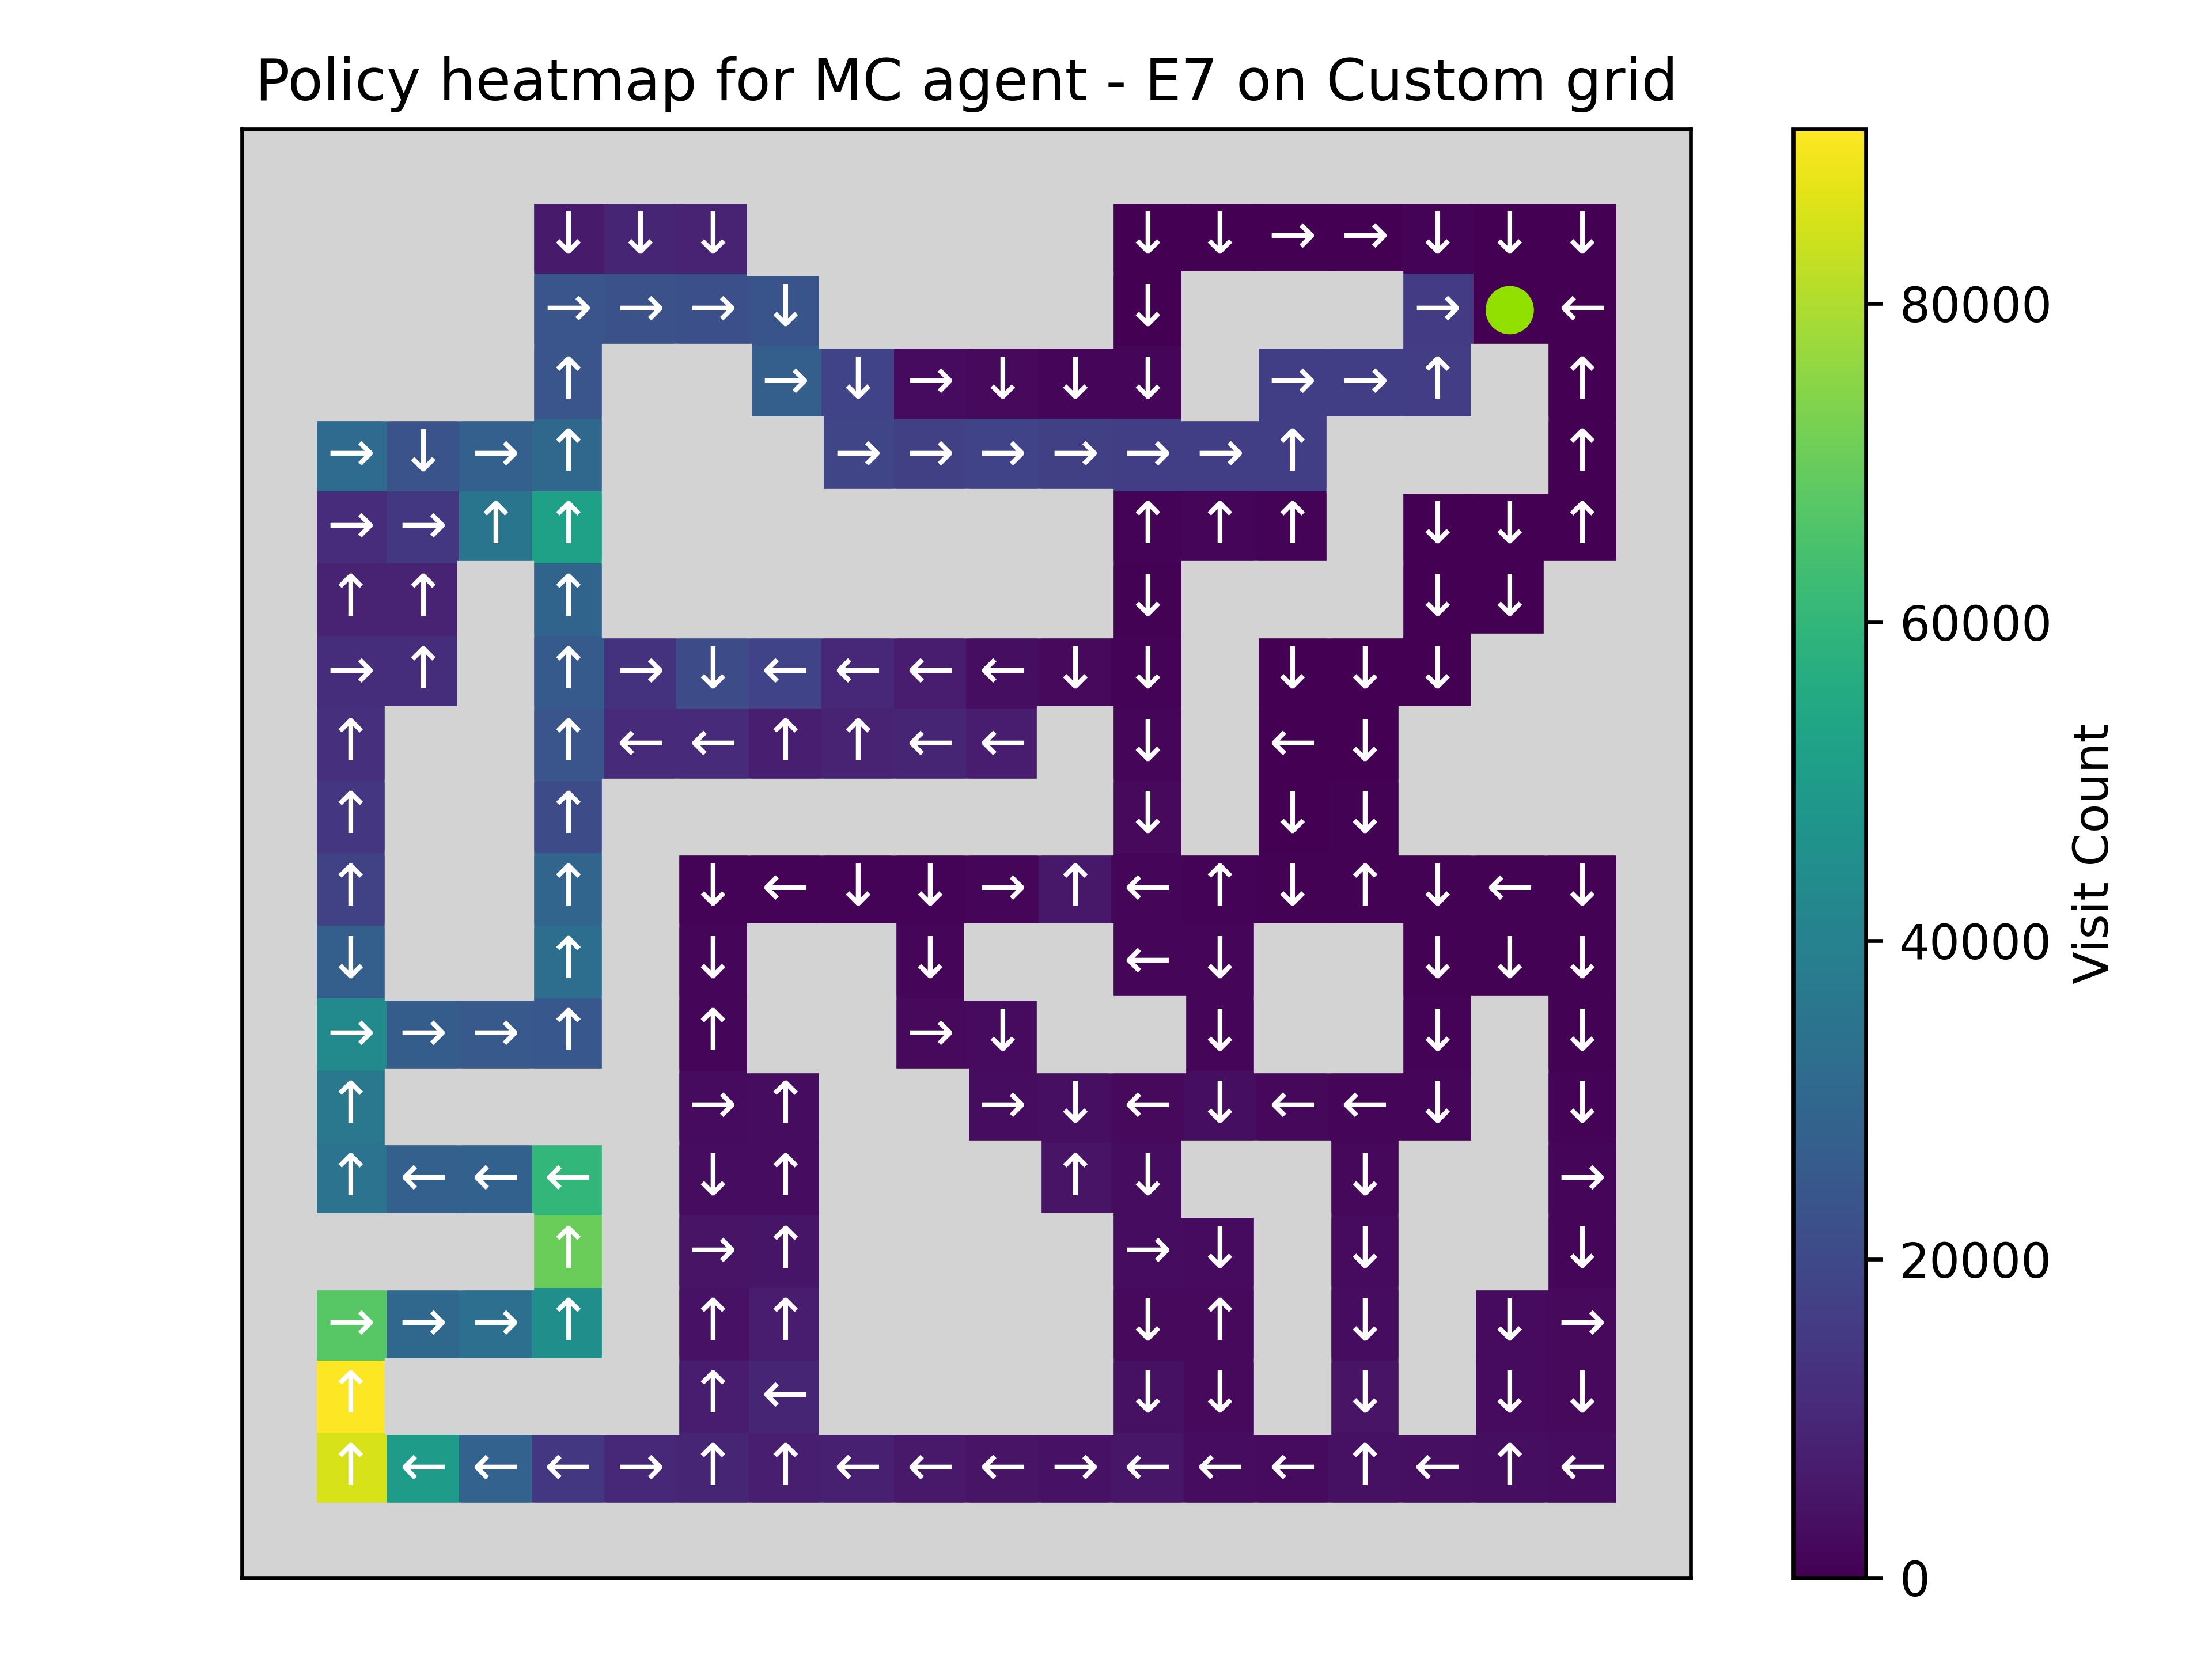 Policy heatmap for MC agent - E7 on Custom grid
↓ ↓ ↓ ↓ ↓ → → ↓ ↓ ↓
→ → → ↓ ↓ → ←
↑ → ↓ → ↓ ↓ ↓ → → ↑ ↑
→ ↓ → ↑ → → → → → → ↑ ↑
→ → ↑ ↑ ↑ ↑ ↑ ↓ ↓ ↑
↑ ↑ ↑ ↓ ↓ ↓
→ ↑ ↑ → ↓ ← ← ← ← ↓ ↓ ↓ ↓ ↓
↑ ↑ ← ← ↑ ↑ ← ← ↓ ← ↓
↑ ↑ ↓ ↓ ↓
↑ ↑ ↓ ← ↓ ↓ → ↑ ← ↑ ↓ ↑ ↓ ← ↓
↓ ↑ ↓ ↓ ← ↓ ↓ ↓ ↓
→ → → ↑ ↑ → ↓ ↓ ↓ ↓
↑ → ↑ → ↓ ← ↓ ← ← ↓ ↓
↑ ← ← ← ↓ ↑ ↑ ↓ ↓ →
↑ → ↑ → ↓ ↓ ↓
→ → → ↑ ↑ ↑ ↓ ↑ ↓ ↓ →
↑ ↑ ← ↓ ↓ ↓ ↓ ↓
↑ ← ← ← → ↑ ↑ ← ← ← → ← ← ← ↑ ← ↑ ←
80000
60000
40000
20000
0
Visit Count